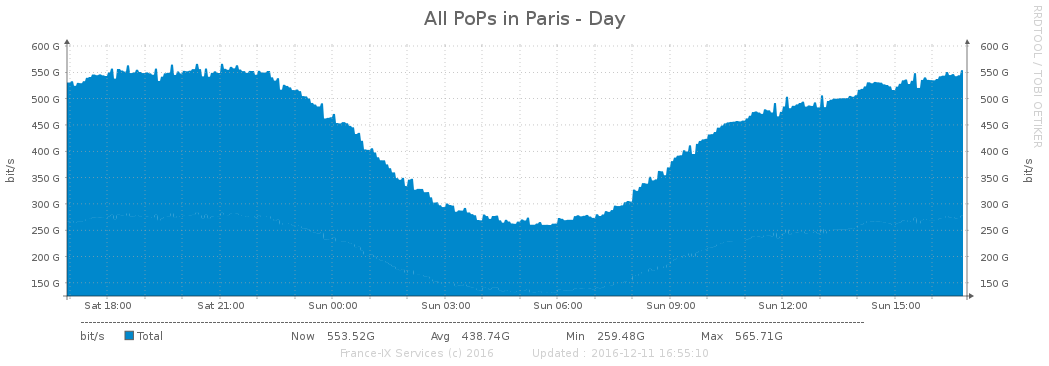 All PoPs in Paris - Day
RRDTOOL / TOBI OETIKER
600 G 600 G
550 G 550 G
500 G 500 G
450 G 450 G
400 G 400 G
350 G 350 G
300 G 300 G
250 G 250 G
200 G 200 G
150 G 150 G
bit/s bit/s
Sat 18:00 Sat 21:00 Sun 00:00 Sun 03:00 Sun 06:00 Sun 09:00 Sun 12:00 Sun 15:00
bit/s Total Now 553.52G Avg 438.74G Min 259.48G Max 565.71G
France-IX Services (c) 2016 Updated : 2016-12-11 16:55:10